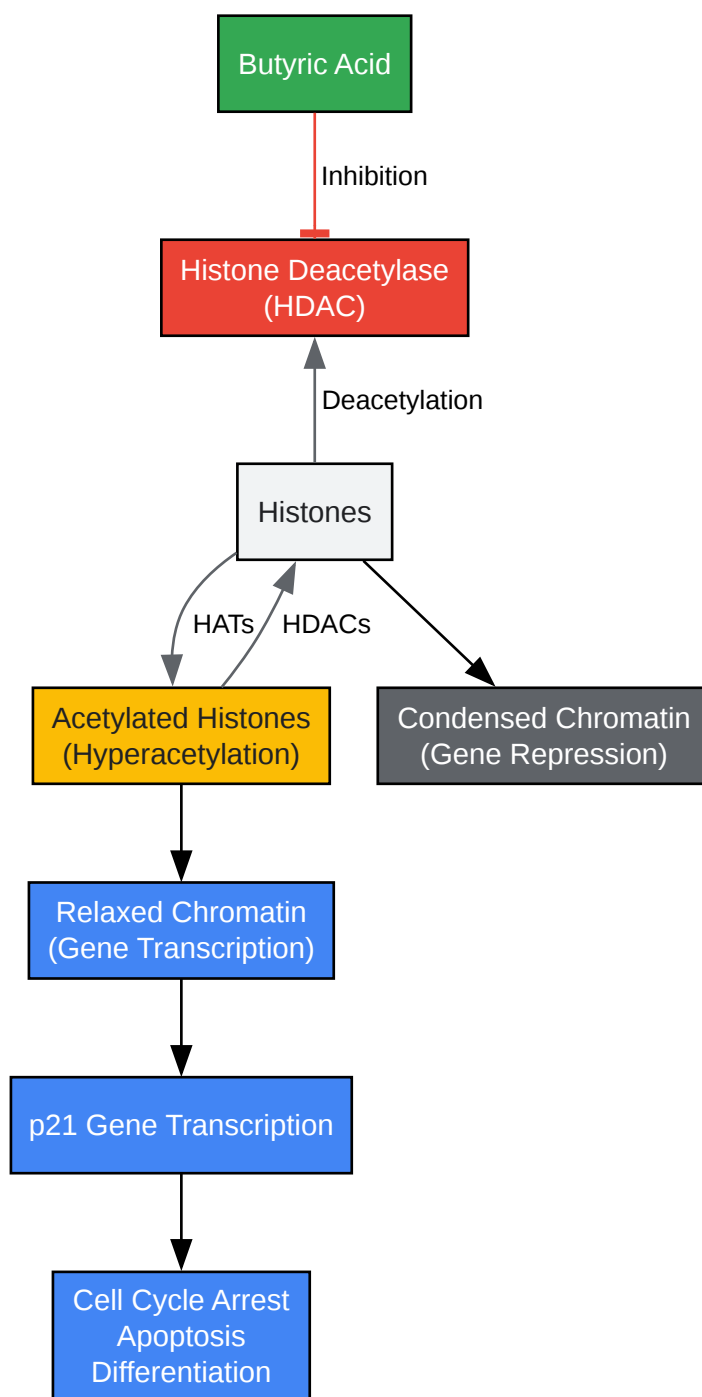 Butyric Acid
Inhibition
Histone Deacetylase
(HDAC)
Deacetylation
Histones
HATs
HDACs
Acetylated Histones
(Hyperacetylation)
Condensed Chromatin
(Gene Repression)
Relaxed Chromatin
(Gene Transcription)
p21 Gene Transcription
Cell Cycle Arrest
Apoptosis
Differentiation